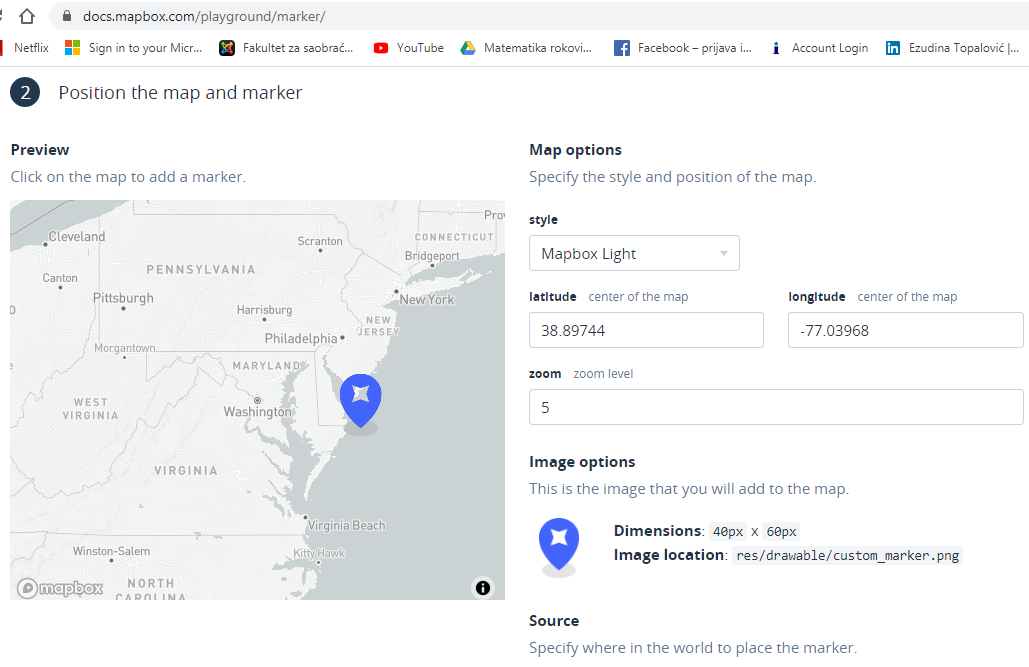 docs.mapbox.com/playground/marker/
Netflix
Sign in to your Micr...
Fakultet za saobrać...
YouTube
Matematika rokovi...
Facebook – prijava i...
Account Login
Ezudina Topalović |...
2
Position the map and marker
Preview
Click on the map to add a marker.
Cleveland
Scranton
CONNECTICUT
Bridgeport
Canton
PENNSYLVANIA
Pittsburgh
New York
Harrisburg
NEW
JERSEY
Philadelphia
Morgantown
MARYLAND
WEST
VIRGINIA
Washington
VIRGINIA
Virginia Beach
Winston-Salem
Kitty Hawk
NORTH
CAROLINA
mapbox
Map options
Specify the style and position of the map.
style
Mapbox Light
latitude center of the map
longitude center of the map
38.89744
-77.03968
zoom zoom level
5
Image options
This is the image that you will add to the map.
Dimensions: 40px x 60px
Image location: res/drawable/custom_marker.png
Source
Specify where in the world to place the marker.